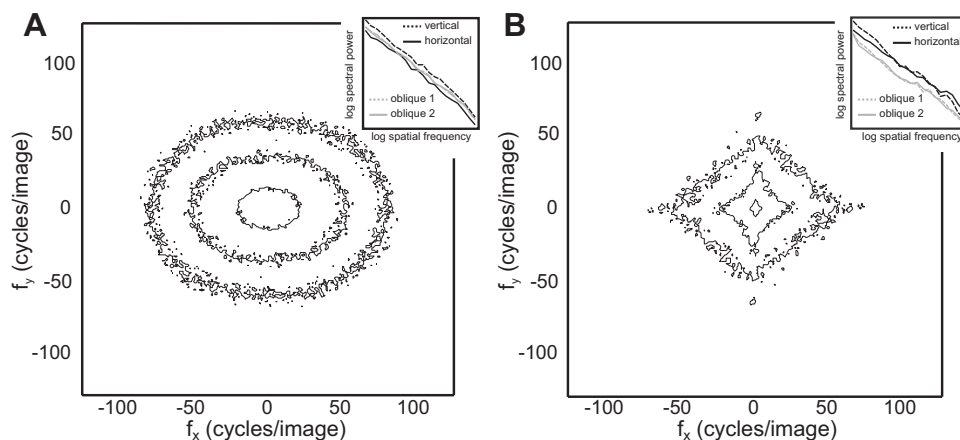 A
log spectral power
vertical
horizontal
oblique 1
oblique 2
log spatial frequency
f_y (cycles/image)
100
50
0
-50
-100
-100 -50 0 50 100
f_x (cycles/image)
B
log spectral power
vertical
horizontal
oblique 1
oblique 2
log spatial frequency
f_y (cycles/image)
100
50
0
-50
-100
-100 -50 0 50 100
f_x (cycles/image)